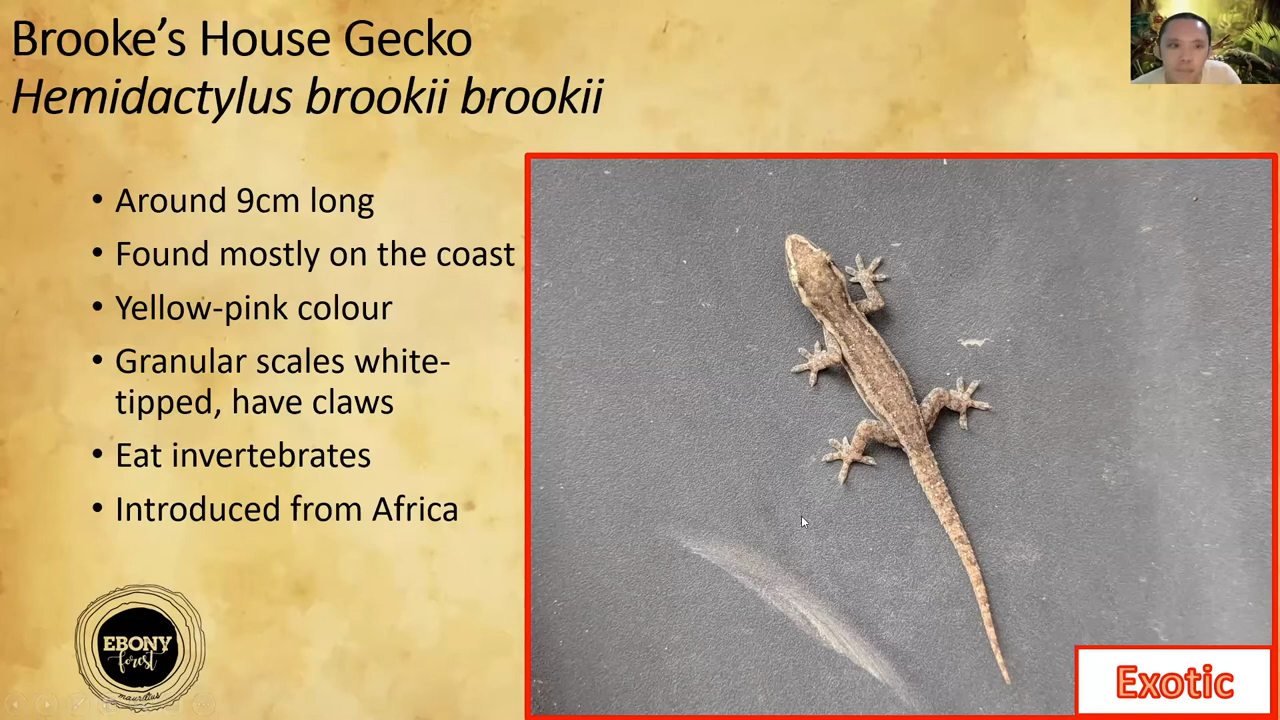 Brooke’s House Gecko
Hemidactylus brookii brookii
• Around 9cm long
• Found mostly on the coast
• Yellow-pink colour
• Granular scales white-
tipped, have claws
• Eat invertebrates
• Introduced from Africa
EBONY
forest
mauritius
Exotic